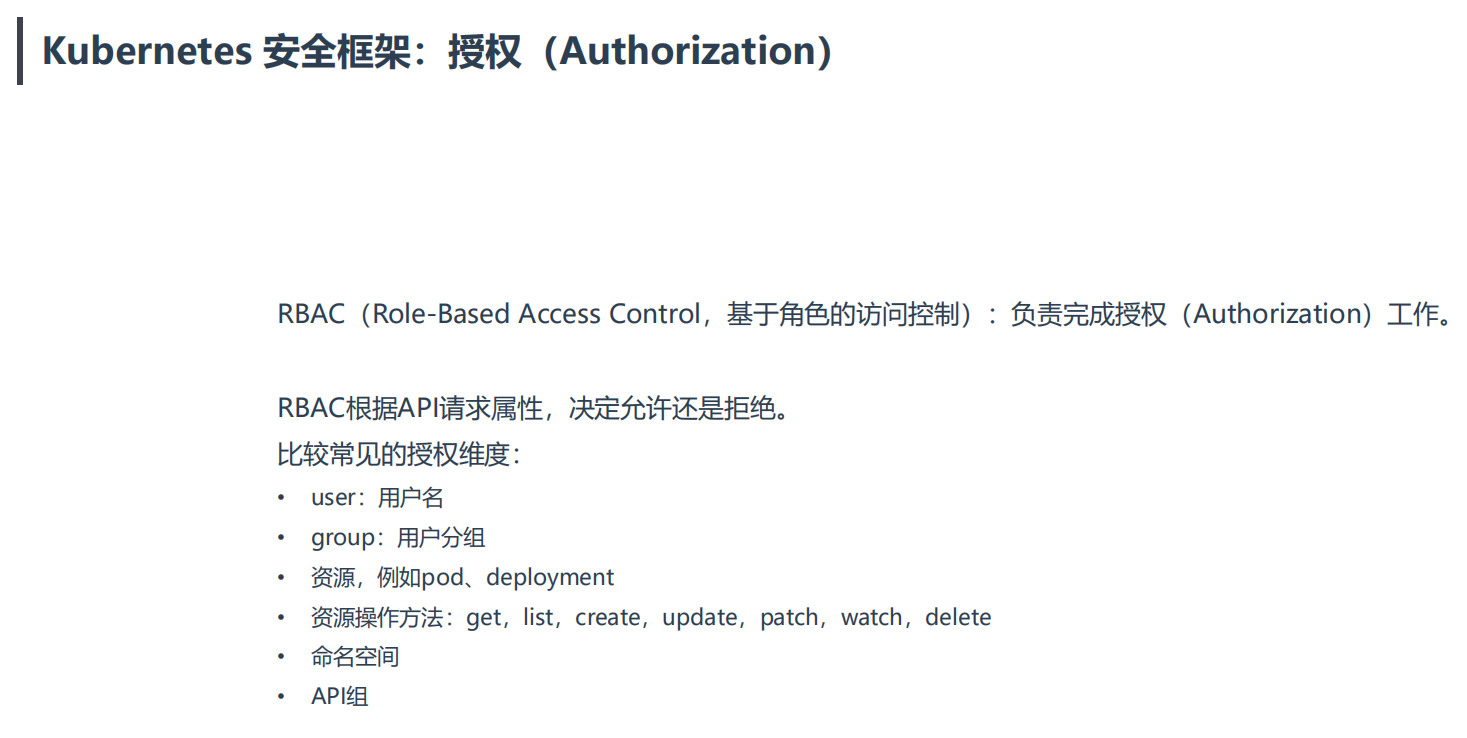 Kubernetes 安全框架：授权（Authorization）
RBAC（Role-Based Access Control，基于角色的访问控制）：负责完成授权（Authorization）工作。
RBAC根据API请求属性，决定允许还是拒绝。
比较常见的授权维度：
• user：用户名
• group：用户分组
• 资源，例如pod、deployment
• 资源操作方法：get，list，create，update，patch，watch，delete
• 命名空间
• API组